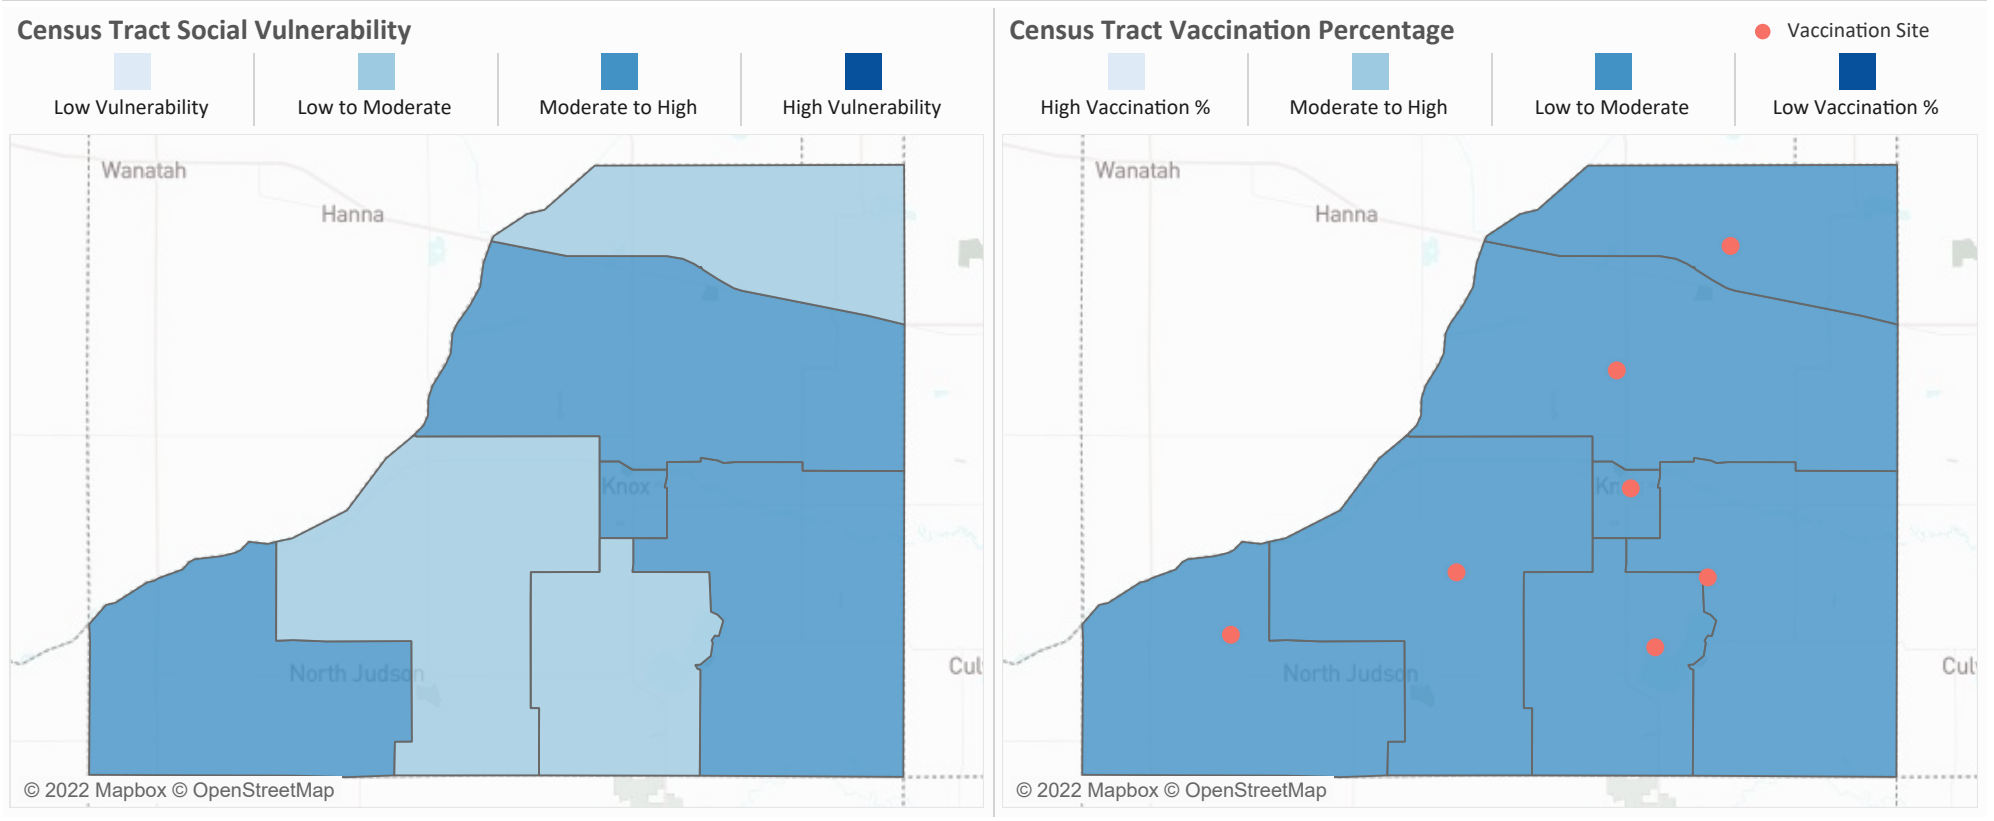 Census Tract Social Vulnerability
Low Vulnerability
Low to Moderate
Moderate to High
High Vulnerability
Wanatah
Hanna
Knox
North Judson
Cul
© 2022 Mapbox © OpenStreetMap
Census Tract Vaccination Percentage
Vaccination Site
High Vaccination %
Moderate to High
Low to Moderate
Low Vaccination %
Wanatah
Hanna
Kn
North Judson
Cul
© 2022 Mapbox © OpenStreetMap